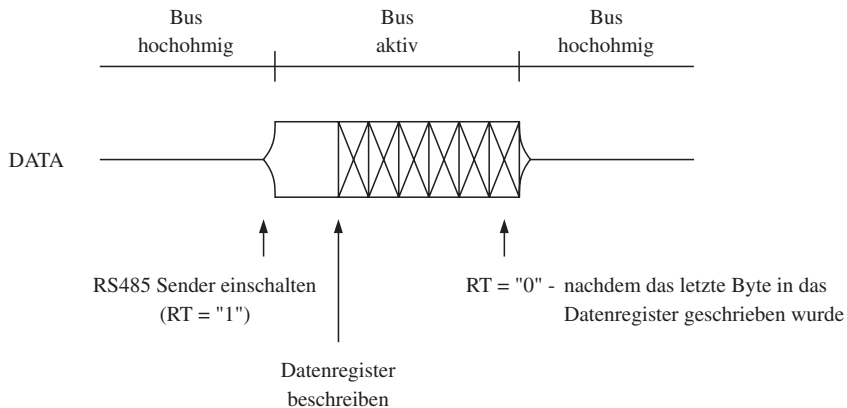 Bus
hochohmig
Bus
aktiv
Bus
hochohmig
DATA
RS485 Sender einschalten
(RT = "1")
RT = "0" - nachdem das letzte Byte in das
Datenregister geschrieben wurde
Datenregister
beschreiben